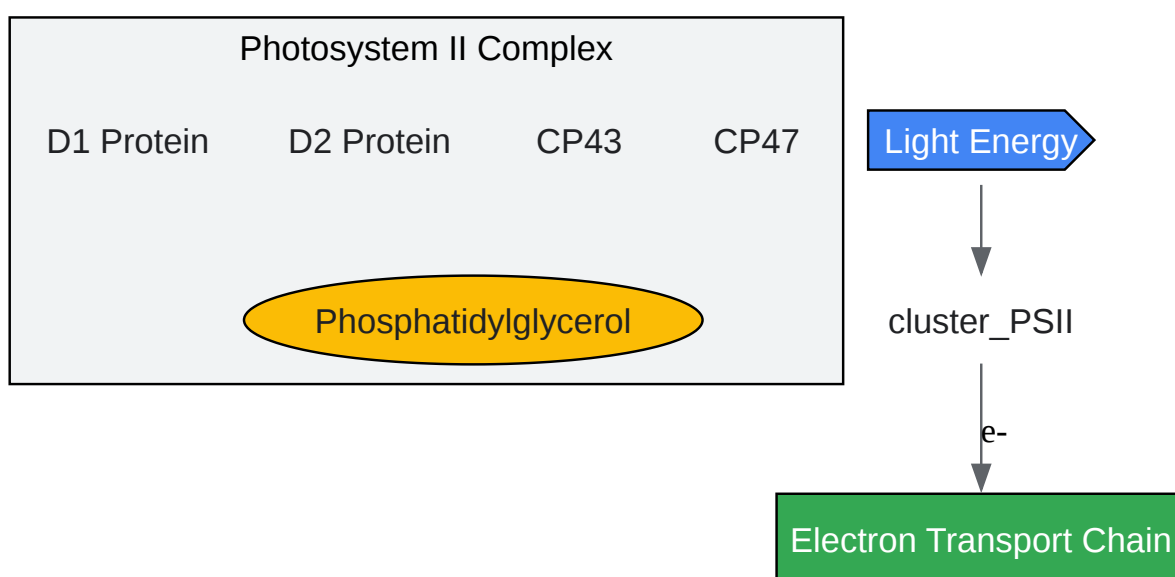 Photosystem II Complex
D1 Protein
D2 Protein
CP43
CP47
Light Energy
Phosphatidylglycerol
cluster_PSII
e-
Electron Transport Chain